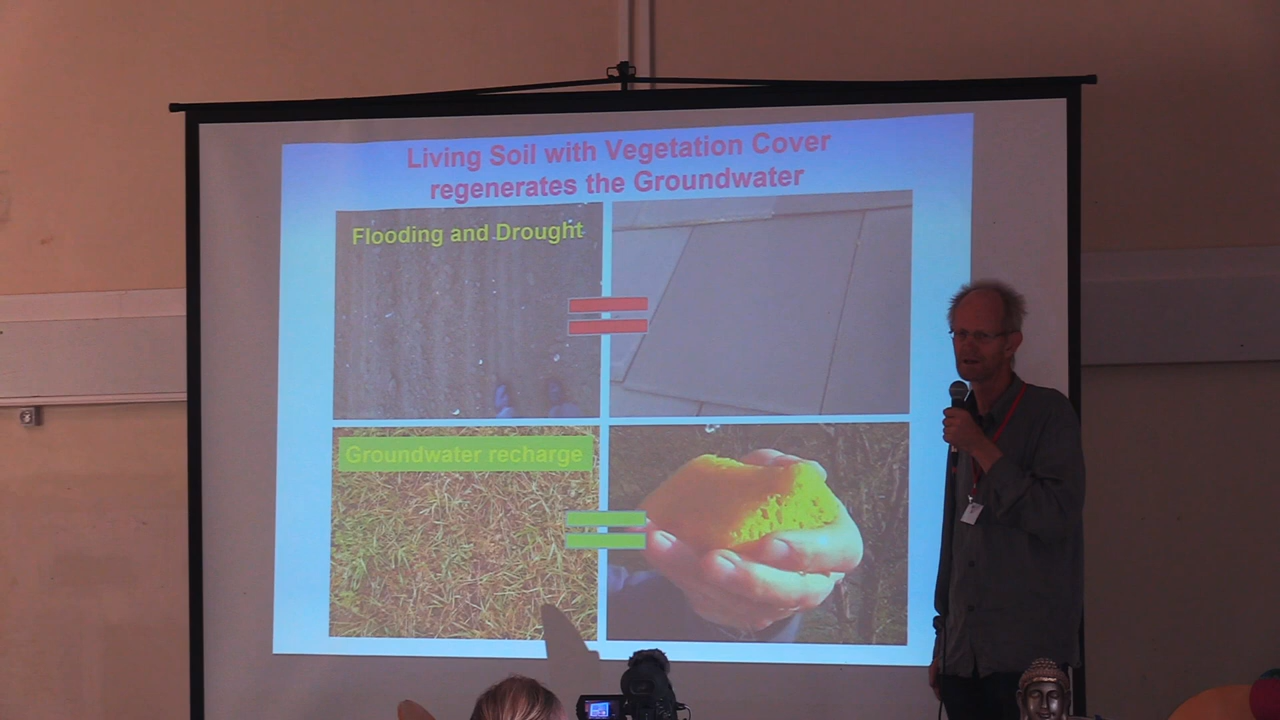 Living Soil with Vegetation Cover
regenerates the Groundwater
Flooding and Drought
Groundwater recharge